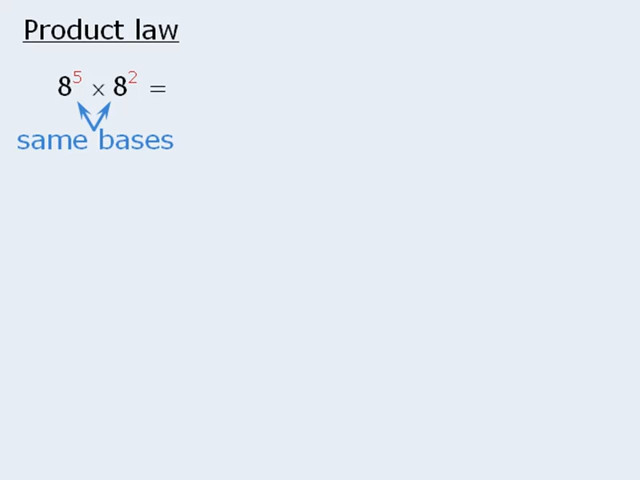 Product law
8⁵ × 8² =
same bases